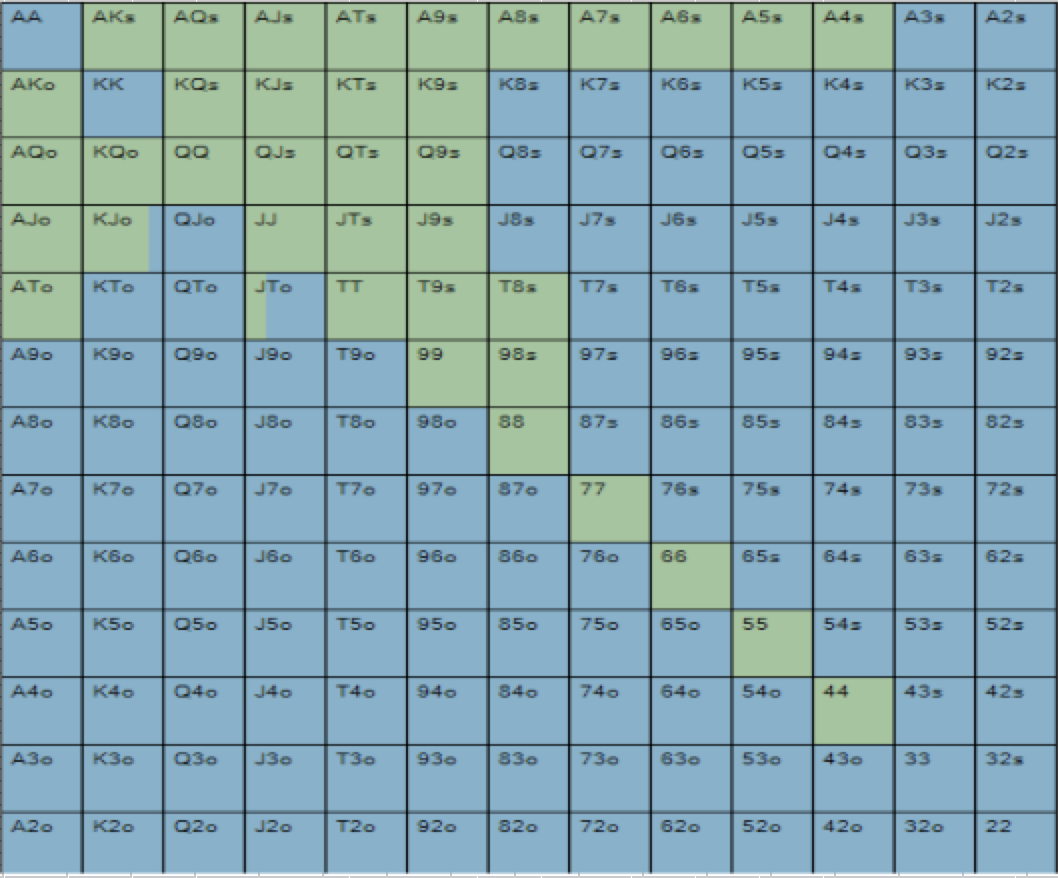 AA AKs AQs AJs ATs A9s A8s A7s A6s A5s A4s A3s A2s
AKo KK KQs KJs KTs K9s K8s K7s K6s K5s K4s K3s K2s
AQo KQo QQ QJs QTs Q9s Q8s Q7s Q6s Q5s Q4s Q3s Q2s
AJo KJo QJo JJ JTs J9s J8s J7s J6s J5s J4s J3s J2s
ATo KTo QTo JTo TT T9s T8s T7s T6s T5s T4s T3s T2s
A9o K9o Q9o J9o T9o 99 98s 97s 96s 95s 94s 93s 92s
A8o K8o Q8o J8o T8o 98o 88 87s 86s 85s 84s 83s 82s
A7o K7o Q7o J7o T7o 97o 87o 77 76s 75s 74s 73s 72s
A6o K6o Q6o J6o T6o 96o 86o 76o 66 65s 64s 63s 62s
A5o K5o Q5o J5o T5o 95o 85o 75o 65o 55 54s 53s 52s
A4o K4o Q4o J4o T4o 94o 84o 74o 64o 54o 44 43s 42s
A3o K3o Q3o J3o T3o 93o 83o 73o 63o 53o 43o 33 32s
A2o K2o Q2o J2o T2o 92o 82o 72o 62o 52o 42o 32o 22